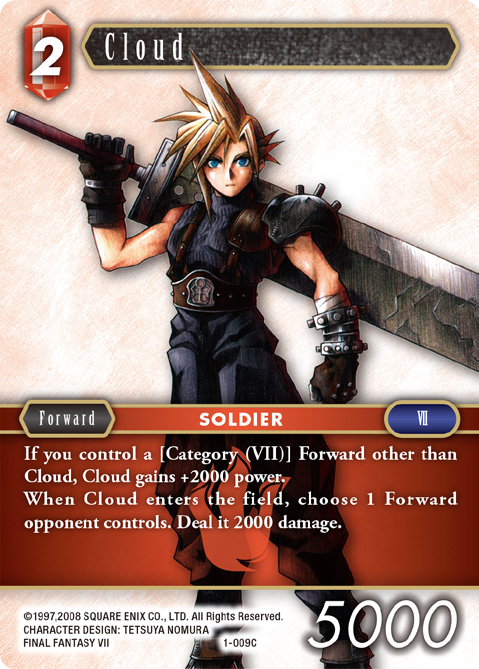 2
Cloud
Forward
SOLDIER
VII
If you control a [Category (VII)] Forward other than
Cloud, Cloud gains +2000 power.
When Cloud enters the field, choose 1 Forward
opponent controls. Deal it 2000 damage.
©1997,2008 SQUARE ENIX CO., LTD. All Rights Reserved.
CHARACTER DESIGN: TETSUYA NOMURA
FINAL FANTASY VII
1-009C
5000